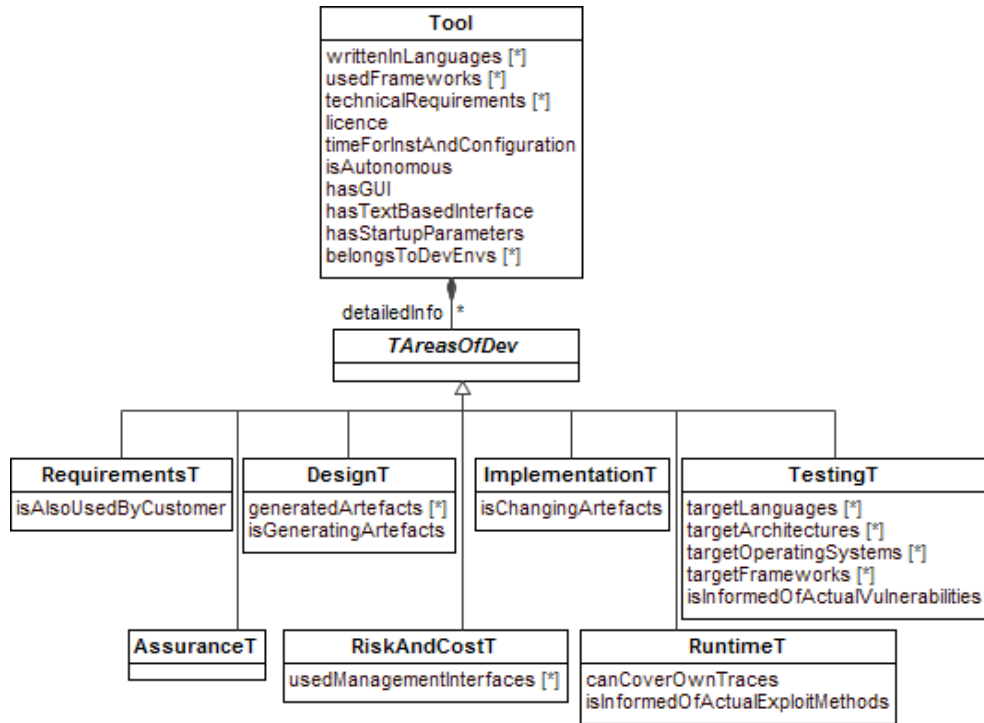 Tool
writtenInLanguages [*]
usedFrameworks [*]
technicalRequirements [*]
licence
timeForInstAndConfiguration
isAutonomous
hasGUI
hasTextBasedInterface
hasStartupParameters
belongsToDevEnvs [*]
detailedInfo *
TAreasOfDev
RequirementsT
isAlsoUsedByCustomer
DesignT
generatedArtefacts [*]
isGeneratingArtefacts
ImplementationT
isChangingArtefacts
TestingT
targetLanguages [*]
targetArchitectures [*]
targetOperatingSystems [*]
targetFrameworks [*]
isInformedOfActualVulnerabilities
AssuranceT
RiskAndCostT
usedManagementInterfaces [*]
RuntimeT
canCoverOwnTraces
isInformedOfActualExploitMethods